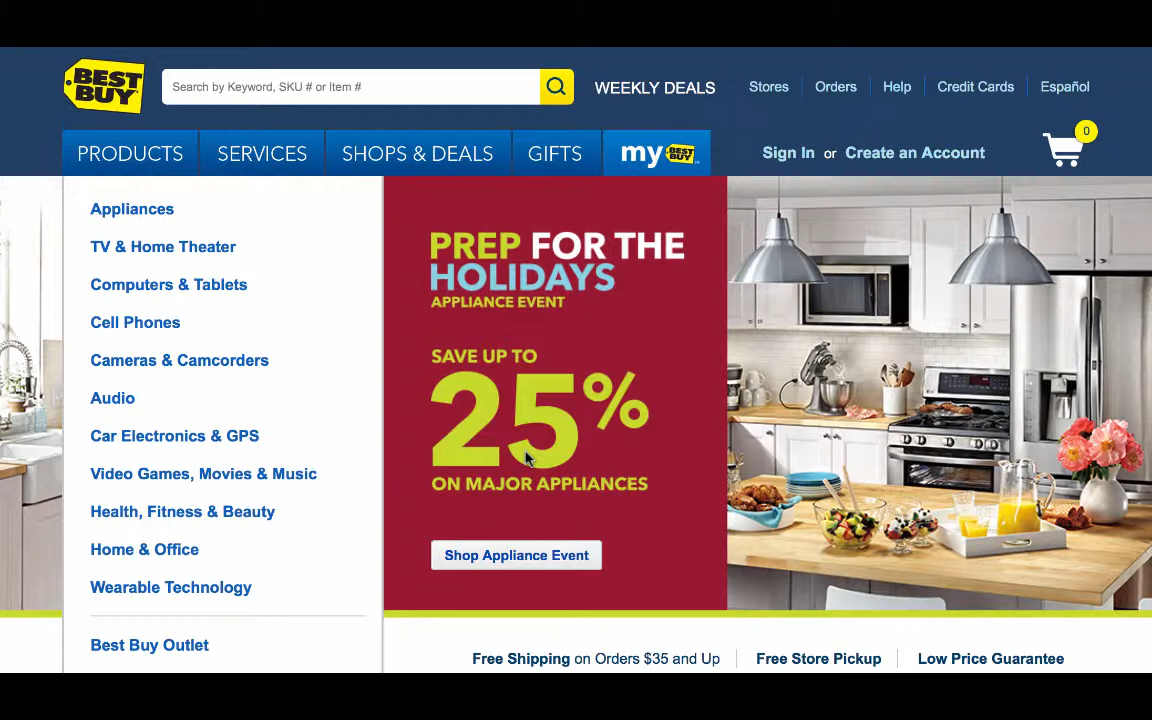 BEST BUY
Search by Keyword, SKU # or Item #
WEEKLY DEALS
Stores
Orders
Help
Credit Cards
Español
PRODUCTS
SERVICES
SHOPS & DEALS
GIFTS
my BEST BUY™
Sign In or Create an Account
0
Appliances
TV & Home Theater
Computers & Tablets
Cell Phones
Cameras & Camcorders
Audio
Car Electronics & GPS
Video Games, Movies & Music
Health, Fitness & Beauty
Home & Office
Wearable Technology
Best Buy Outlet
PREP FOR THE
HOLIDAYS
APPLIANCE EVENT
SAVE UP TO
25%
ON MAJOR APPLIANCES
Shop Appliance Event
Free Shipping on Orders $35 and Up
Free Store Pickup
Low Price Guarantee